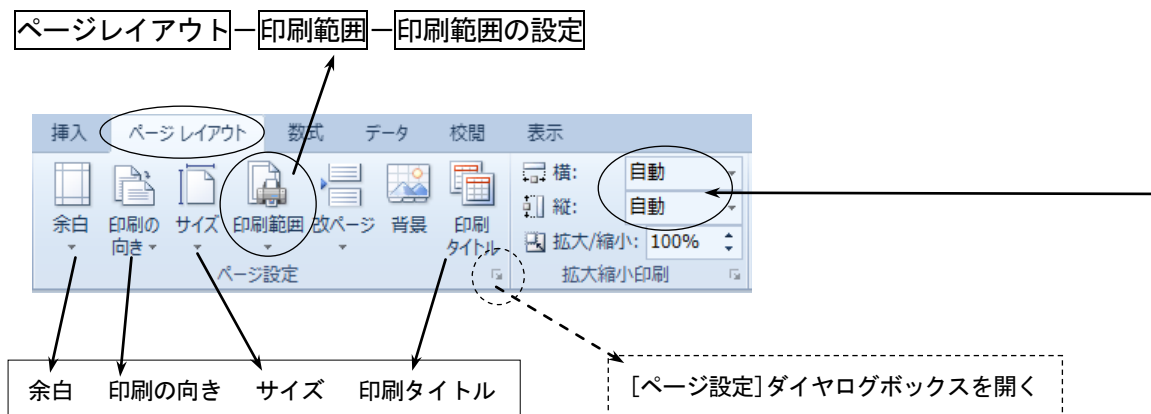 ページレイアウト－印刷範囲－印刷範囲の設定
挿入 ページ レイアウト 数式 データ 校閲 表示
横: 自動
縦: 自動
余白 印刷の向き サイズ 印刷範囲 改ページ 背景 印刷タイトル
拡大/縮小: 100%
ページ設定 拡大縮小印刷
余白 印刷の向き サイズ 印刷タイトル
[ページ設定]ダイヤログボックスを開く